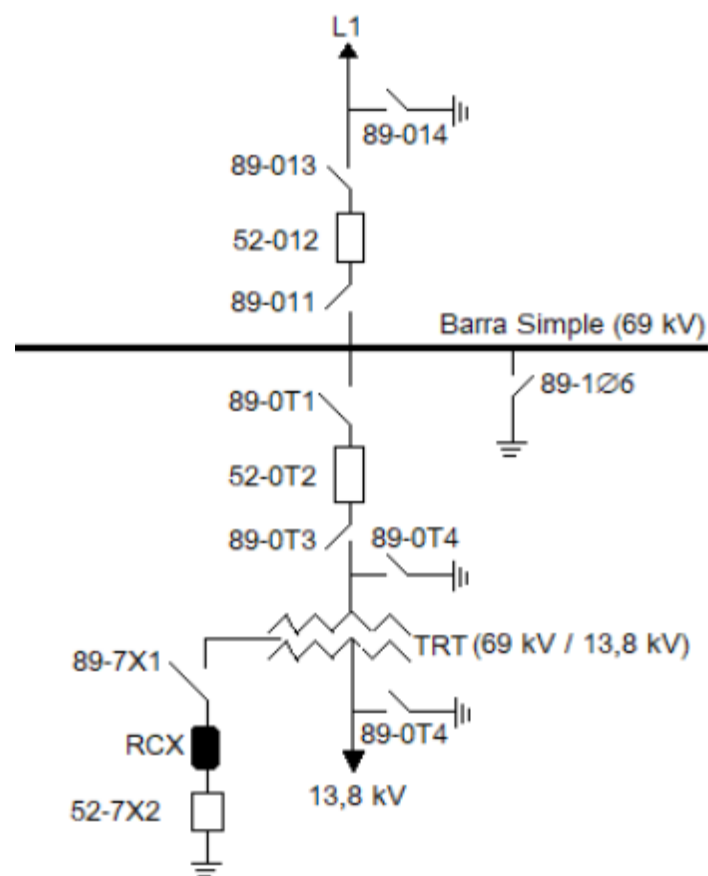 L1
89-014
89-013
52-012
89-011
Barra Simple (69 kV)
89-1Ø6
89-0T1
52-0T2
89-0T3
89-0T4
TRT (69 kV / 13,8 kV)
89-7X1
89-0T4
RCX
13,8 kV
52-7X2